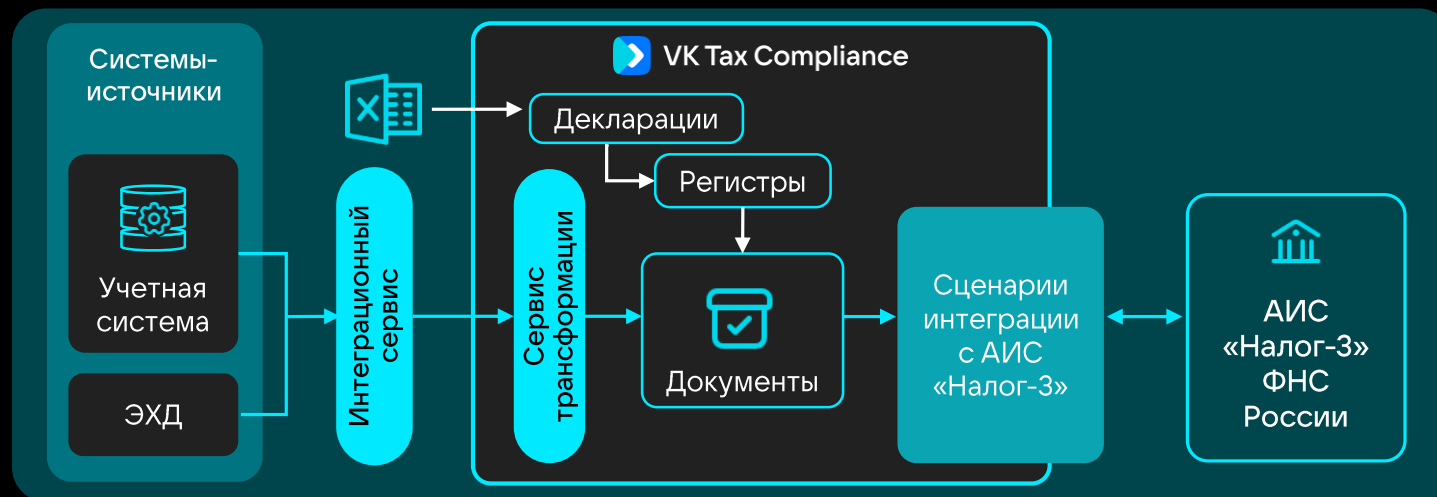 Системы-
источники
VK Tax Compliance
Декларации
Регистры
Учетная
система
ЭХД
Интеграционный
сервис
Сервис
трансформации
Документы
Сценарии
интеграции
с АИС
«Налог-3»
АИС
«Налог-3»
ФНС
России